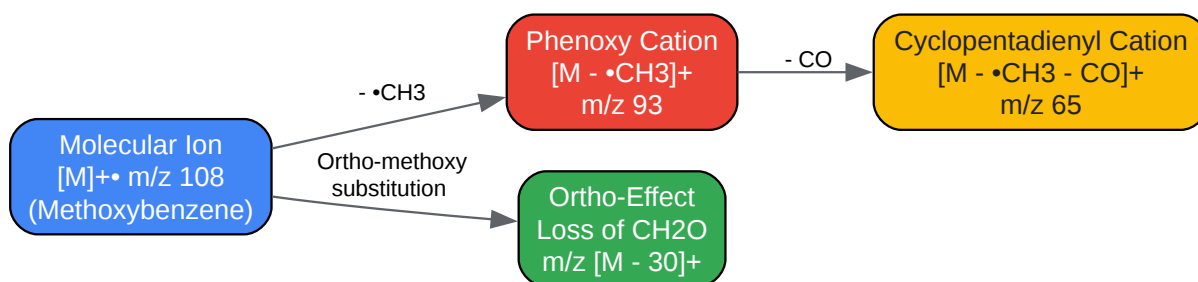 Molecular Ion
[M]+• m/z 108
(Methoxybenzene)
- •CH3
Phenoxy Cation
[M - •CH3]+
m/z 93
- CO
Cyclopentadienyl Cation
[M - •CH3 - CO]+
m/z 65
Ortho-methoxy
substitution
Ortho-Effect
Loss of CH2O
m/z [M - 30]+